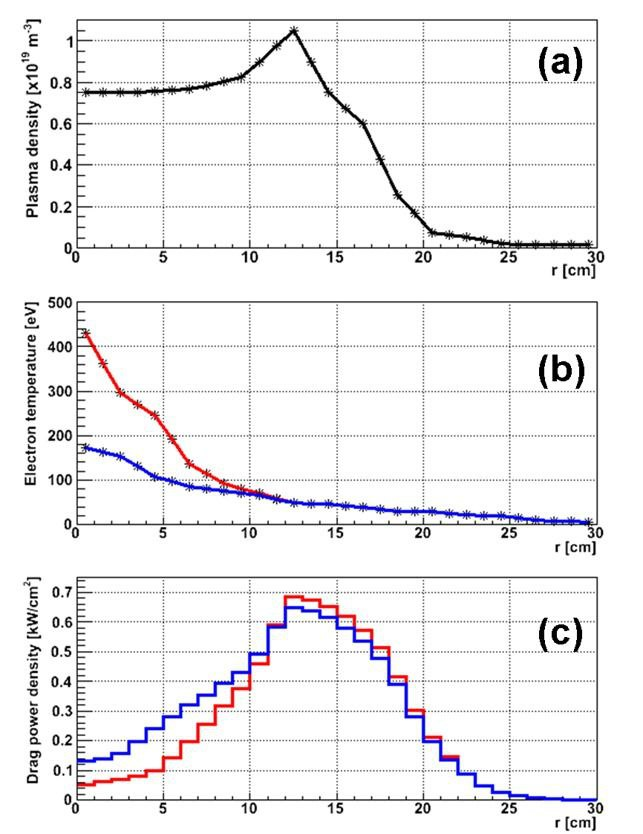 Plasma density [x10¹⁹ m⁻³]
1
0.8
0.6
0.4
0.2
0
(a)
0 5 10 15 20 25 30
r [cm]
Electron temperature [eV]
500
400
300
200
100
0
(b)
0 5 10 15 20 25 30
r [cm]
Drag power density [kW/cm²]
0.7
0.6
0.5
0.4
0.3
0.2
0.1
0
(c)
0 5 10 15 20 25 30
r [cm]